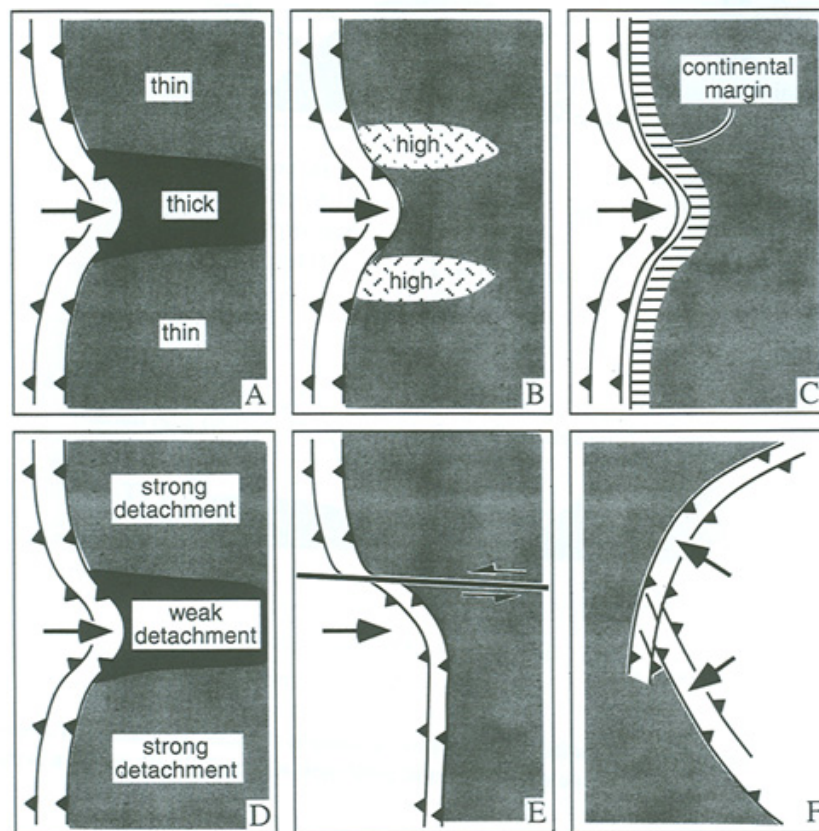 thin
thick
thin
A
high
high
B
continental
margin
C
strong
detachment
weak
detachment
strong
detachment
D
E
F